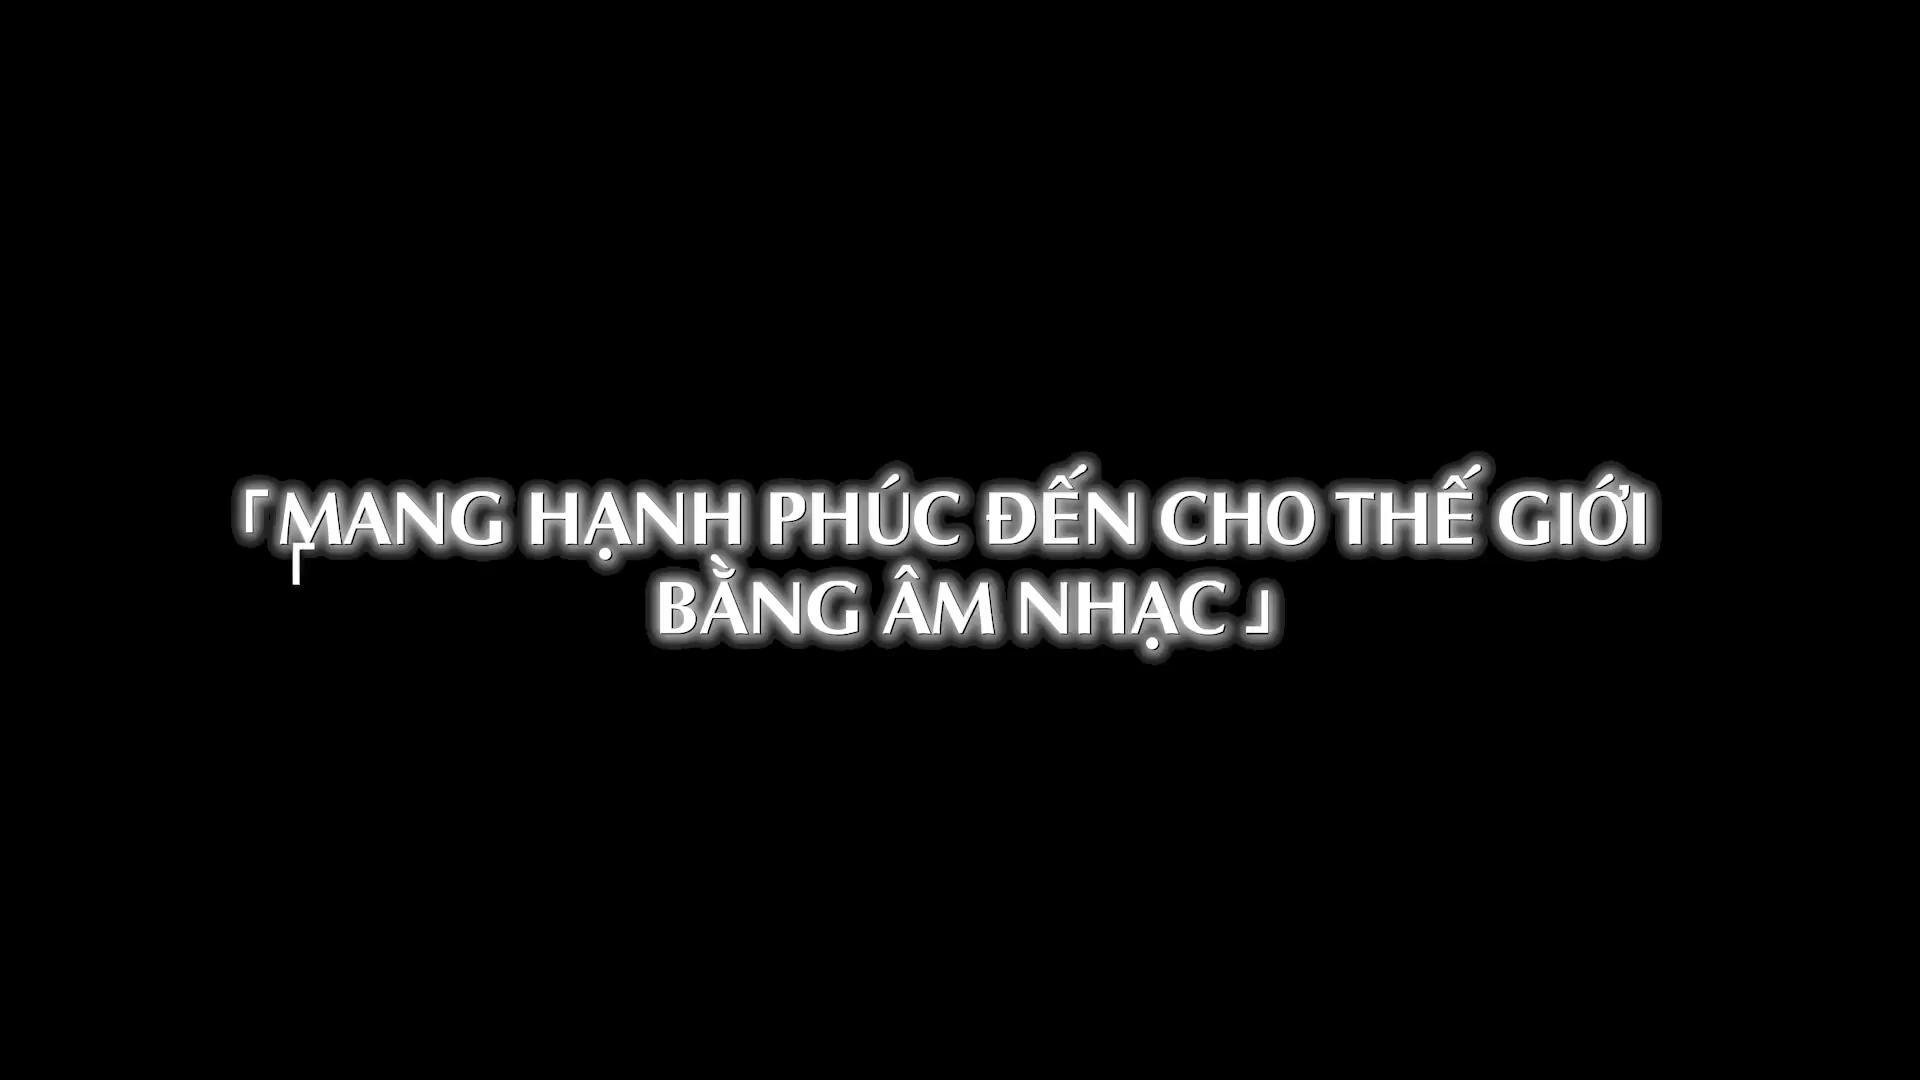 「MANG HẠNH PHÚC ĐẾN CHO THẾ GIỚI
BẰNG ÂM NHẠC」